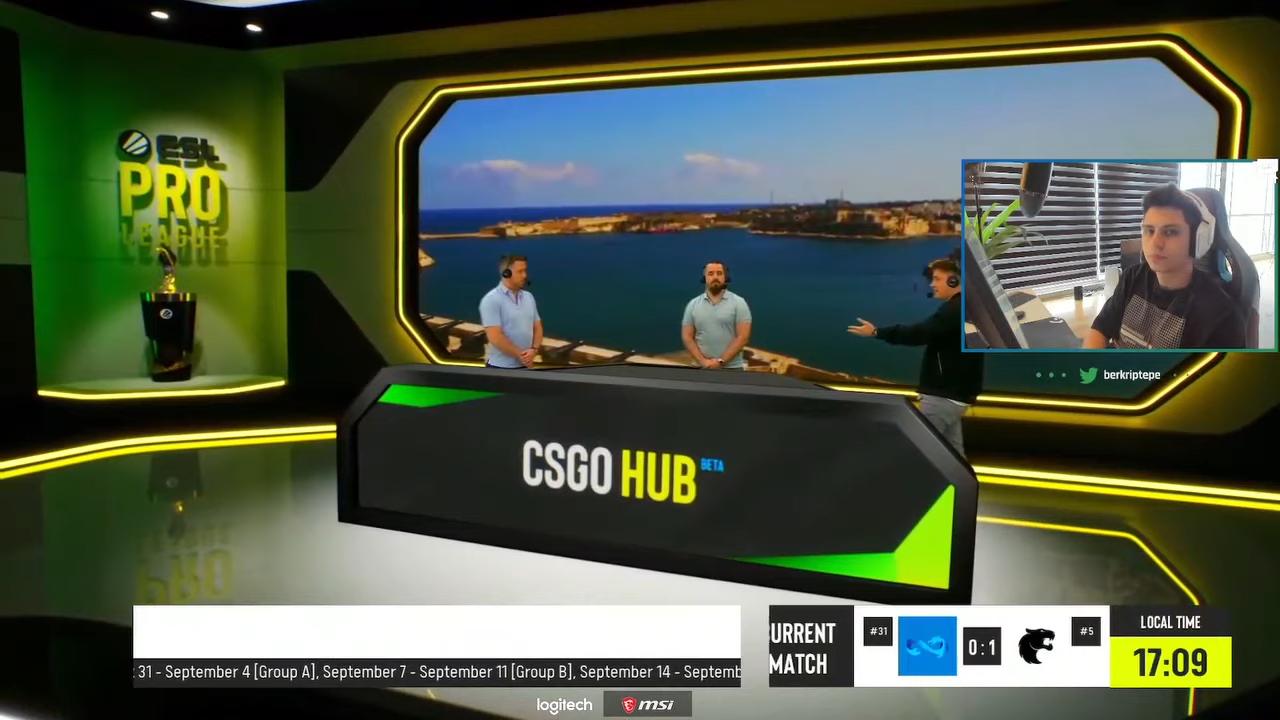 ESL
PRO
LEAGUE
berkriptepe
CSGO HUB BETA
URRENT
MATCH
#31
0:1
#5
LOCAL TIME
17:09
31 - September 4 [Group A], September 7 - September 11 [Group B], September 14 - Septemb
logitech
msi